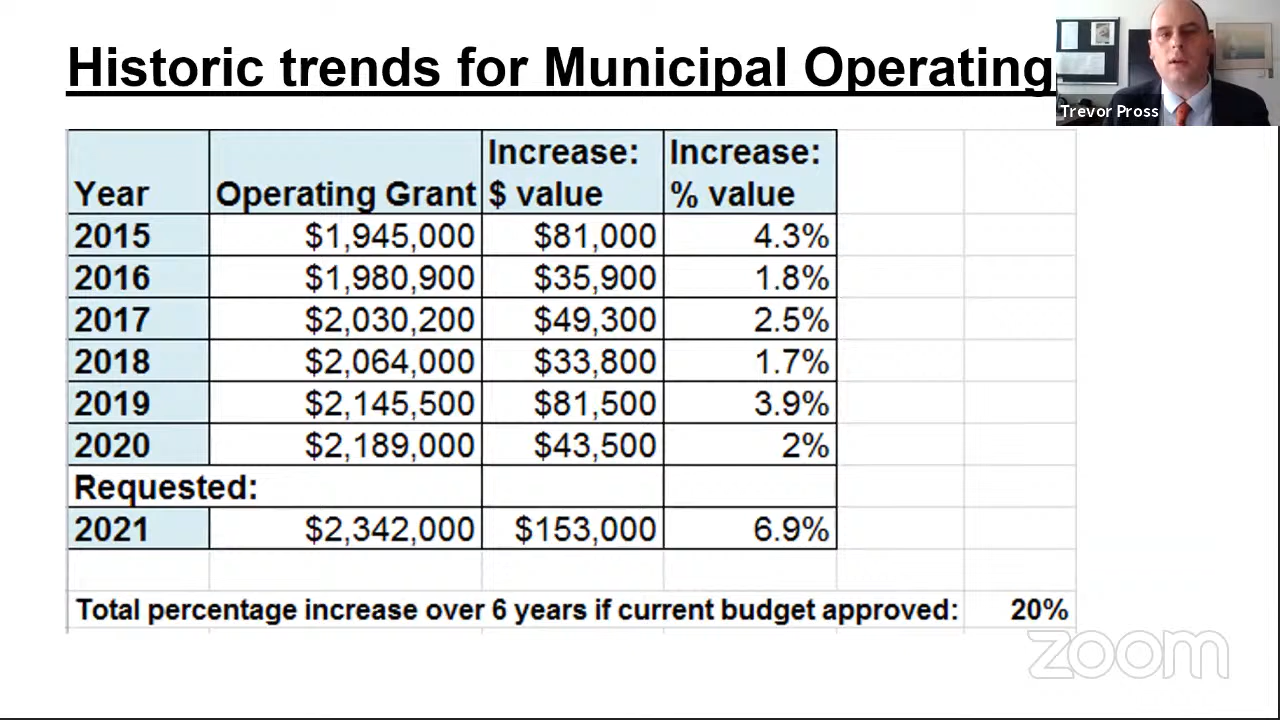 Historic trends for Municipal Operating
Trevor Pross
Year Operating Grant Increase: $ value Increase: % value
2015 $1,945,000 $81,000 4.3%
2016 $1,980,900 $35,900 1.8%
2017 $2,030,200 $49,300 2.5%
2018 $2,064,000 $33,800 1.7%
2019 $2,145,500 $81,500 3.9%
2020 $2,189,000 $43,500 2%
Requested:
2021 $2,342,000 $153,000 6.9%
Total percentage increase over 6 years if current budget approved: 20%
zoom